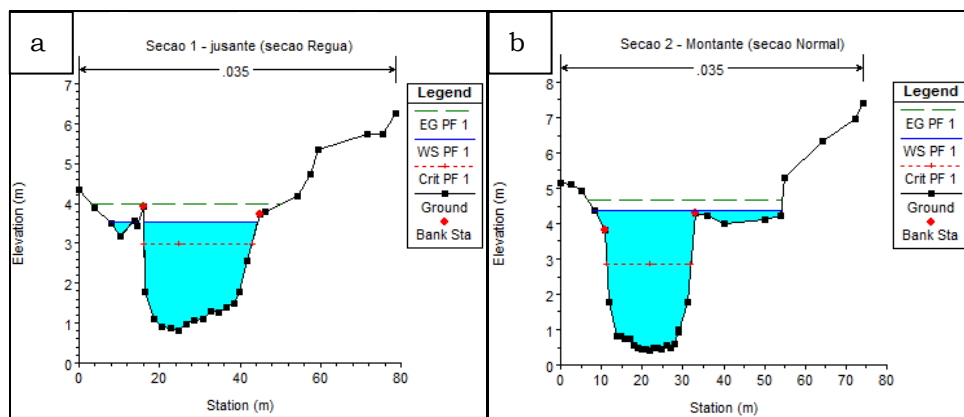 a
Secao 1 - jusante (secao Regua)
.035
7
6
5
4
3
2
1
0
Elevation (m)
0
20
40
60
80
Station (m)
Legend
EG PF 1
WS PF 1
Crit PF 1
Ground
Bank Sta
b
Secao 2 - Montante (secao Normal)
.035
8
7
6
5
4
3
2
1
0
Elevation (m)
0
10
20
30
40
50
60
70
80
Station (m)
Legend
EG PF 1
WS PF 1
Crit PF 1
Ground
Bank Sta